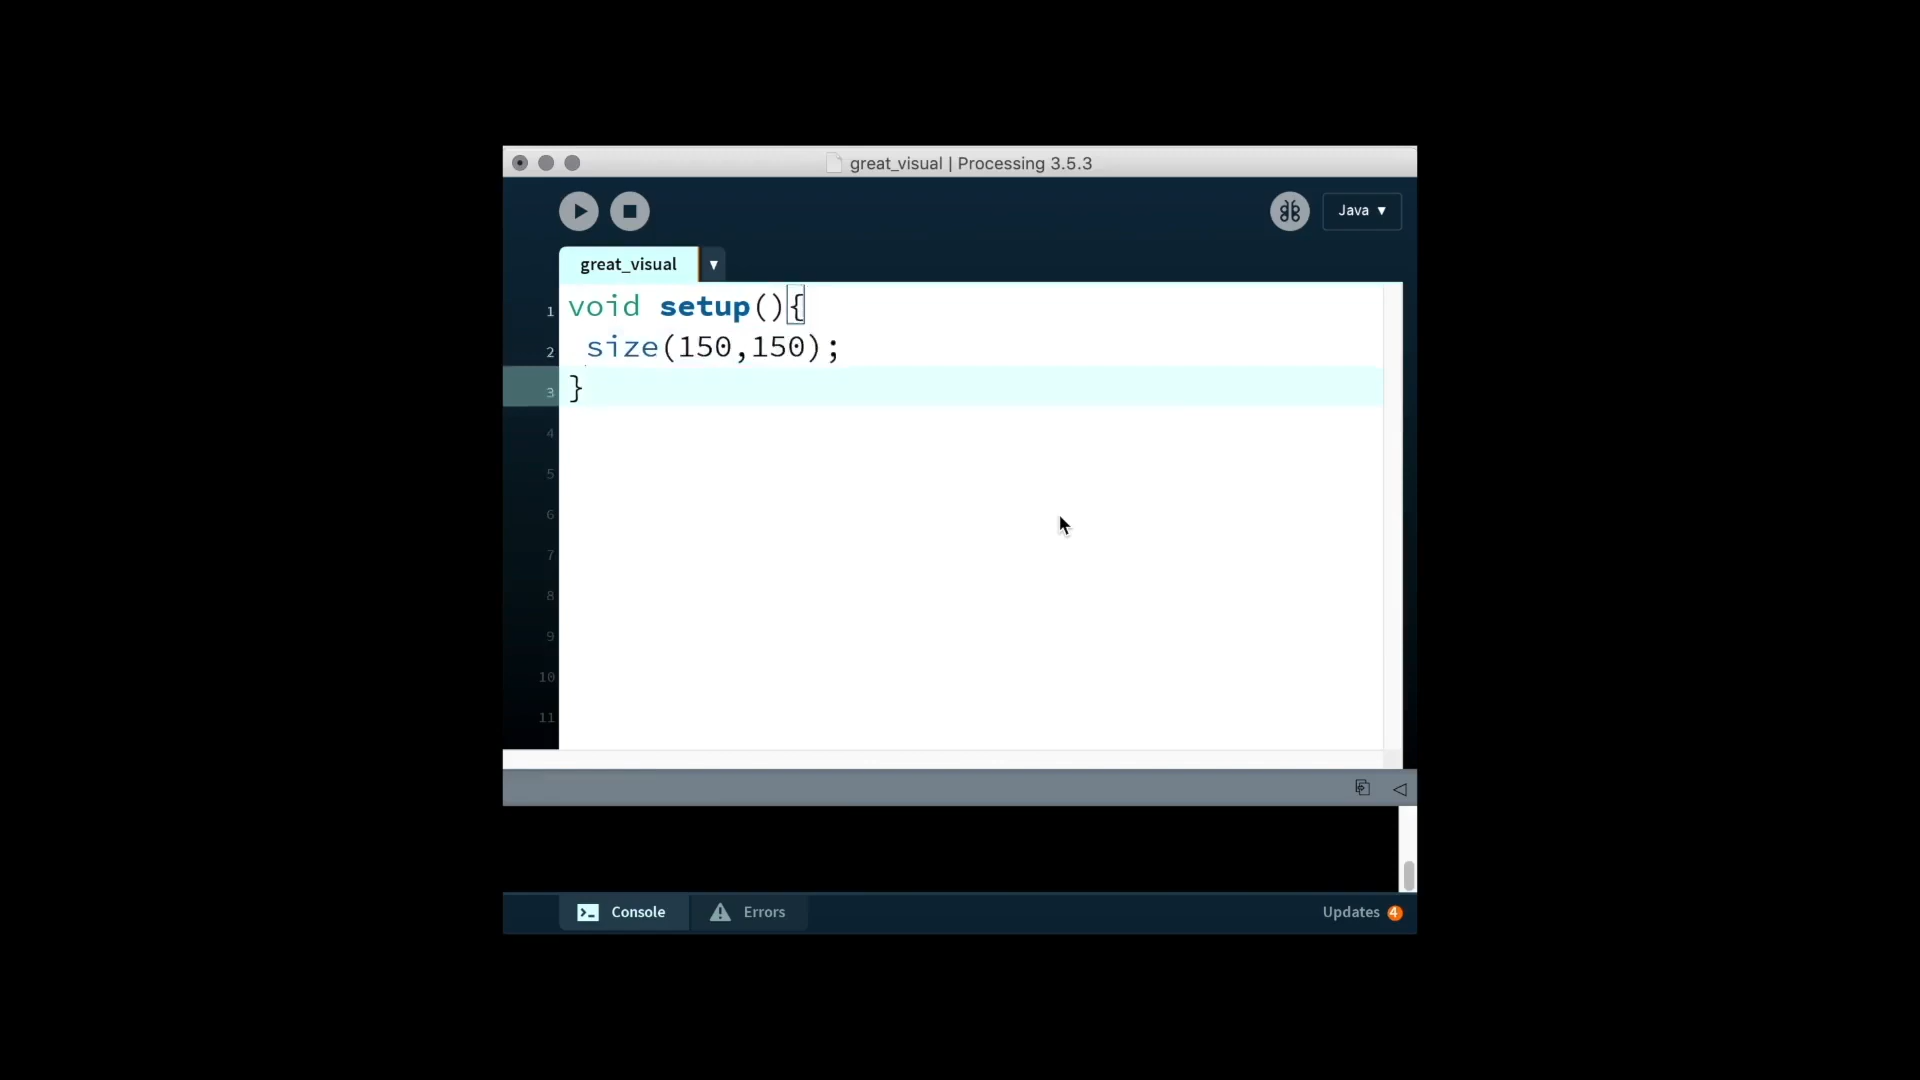 great_visual | Processing 3.5.3
Java ▼
great_visual ▼
1 void setup(){
2  size(150,150);
3 }
4
5
6
7
8
9
10
11
Console Errors Updates 4